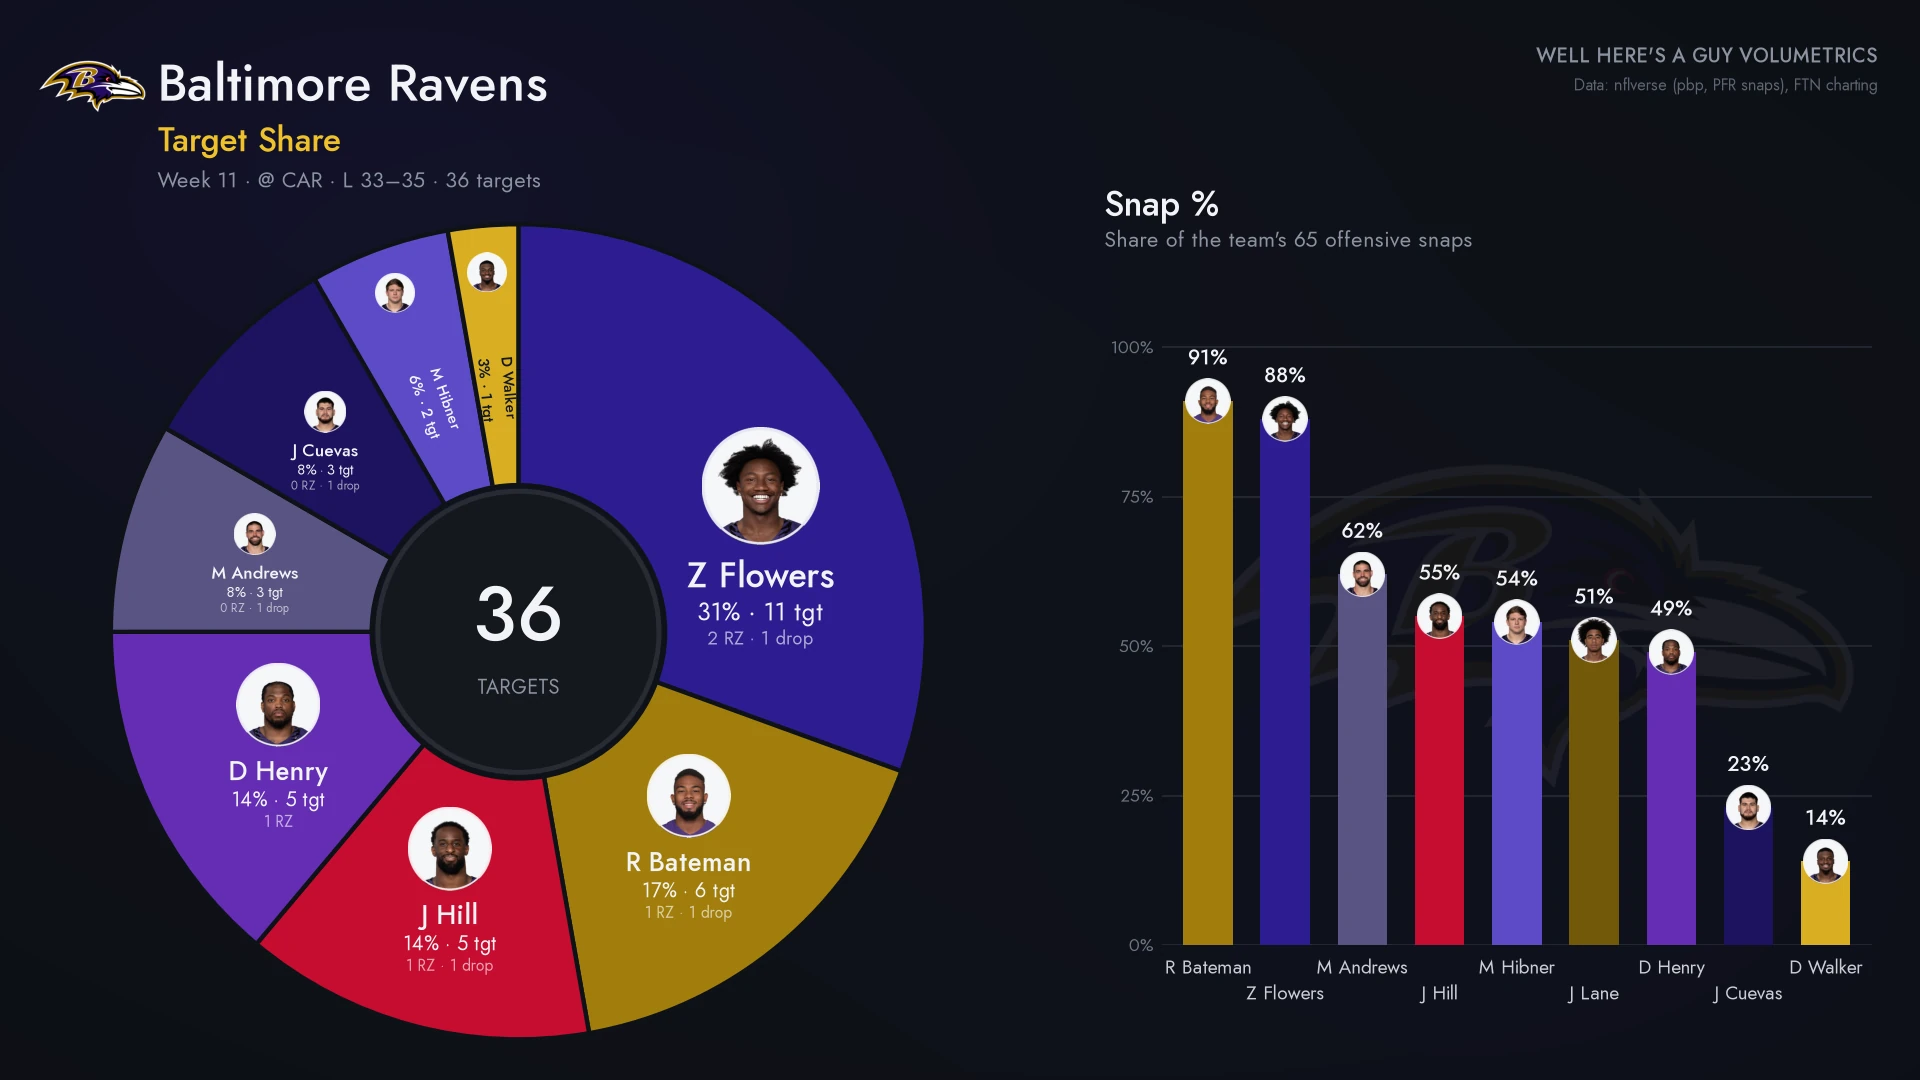 Baltimore Ravens
Target Share
Week 11 · @ CAR · L 33–35 · 36 targets
WELL HERE'S A GUY VOLUMETRICS
Data: nflverse (pbp, PFR snaps), FTN charting
Z Flowers
31% · 11 tgt
2 RZ · 1 drop
R Bateman
17% · 6 tgt
1 RZ · 1 drop
J Hill
14% · 5 tgt
1 RZ · 1 drop
D Henry
14% · 5 tgt
1 RZ
M Andrews
8% · 3 tgt
0 RZ · 1 drop
J Cuevas
8% · 3 tgt
0 RZ · 1 drop
M Hibner
6% · 2 tgt
D Walker
3% · 1 tgt
36
TARGETS
Snap %
Share of the team's 65 offensive snaps
100%
75%
50%
25%
0%
91%
88%
62%
55%
54%
51%
49%
23%
14%
R Bateman
Z Flowers
M Andrews
J Hill
M Hibner
J Lane
D Henry
J Cuevas
D Walker